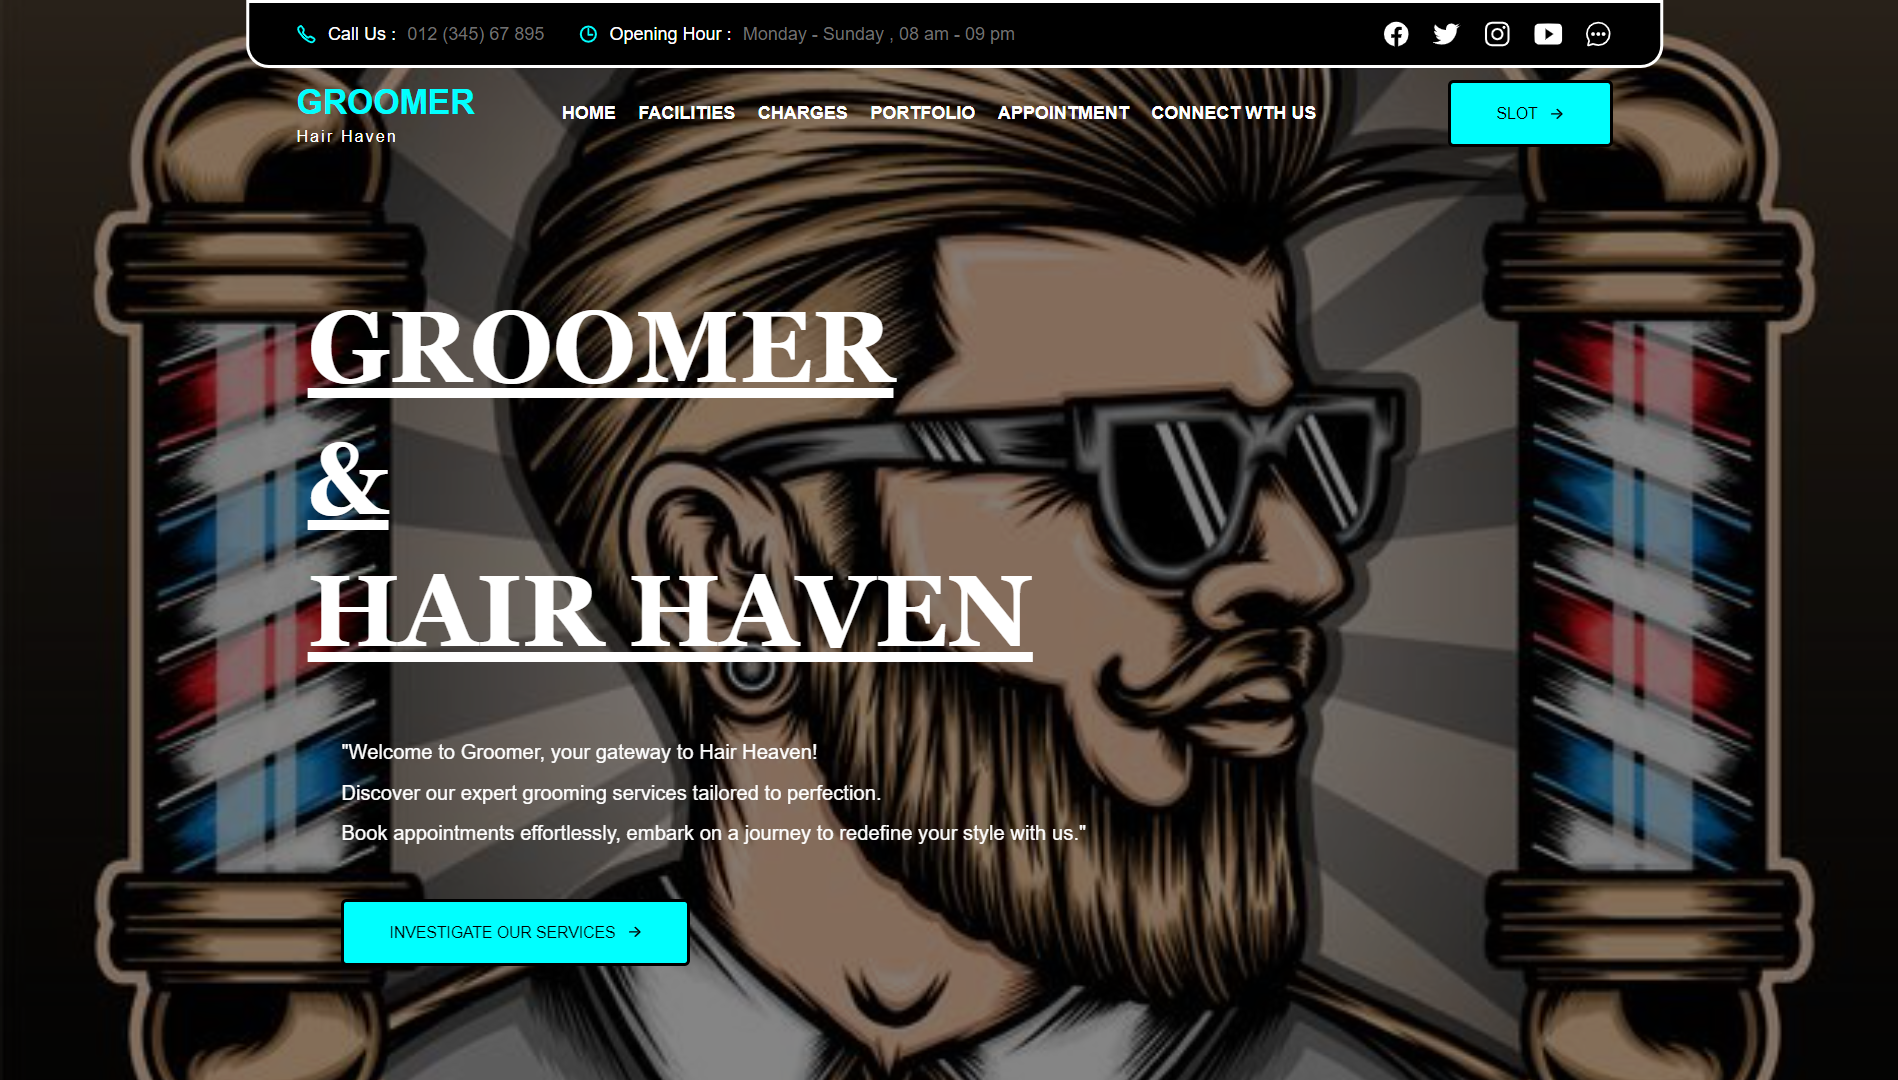 Call Us : 012 (345) 67 895 Opening Hour : Monday - Sunday , 08 am - 09 pm
GROOMER
Hair Haven
HOME FACILITIES CHARGES PORTFOLIO APPOINTMENT CONNECT WTH US
SLOT →
GROOMER
&
HAIR HAVEN
"Welcome to Groomer, your gateway to Hair Heaven!
Discover our expert grooming services tailored to perfection.
Book appointments effortlessly, embark on a journey to redefine your style with us."
INVESTIGATE OUR SERVICES →